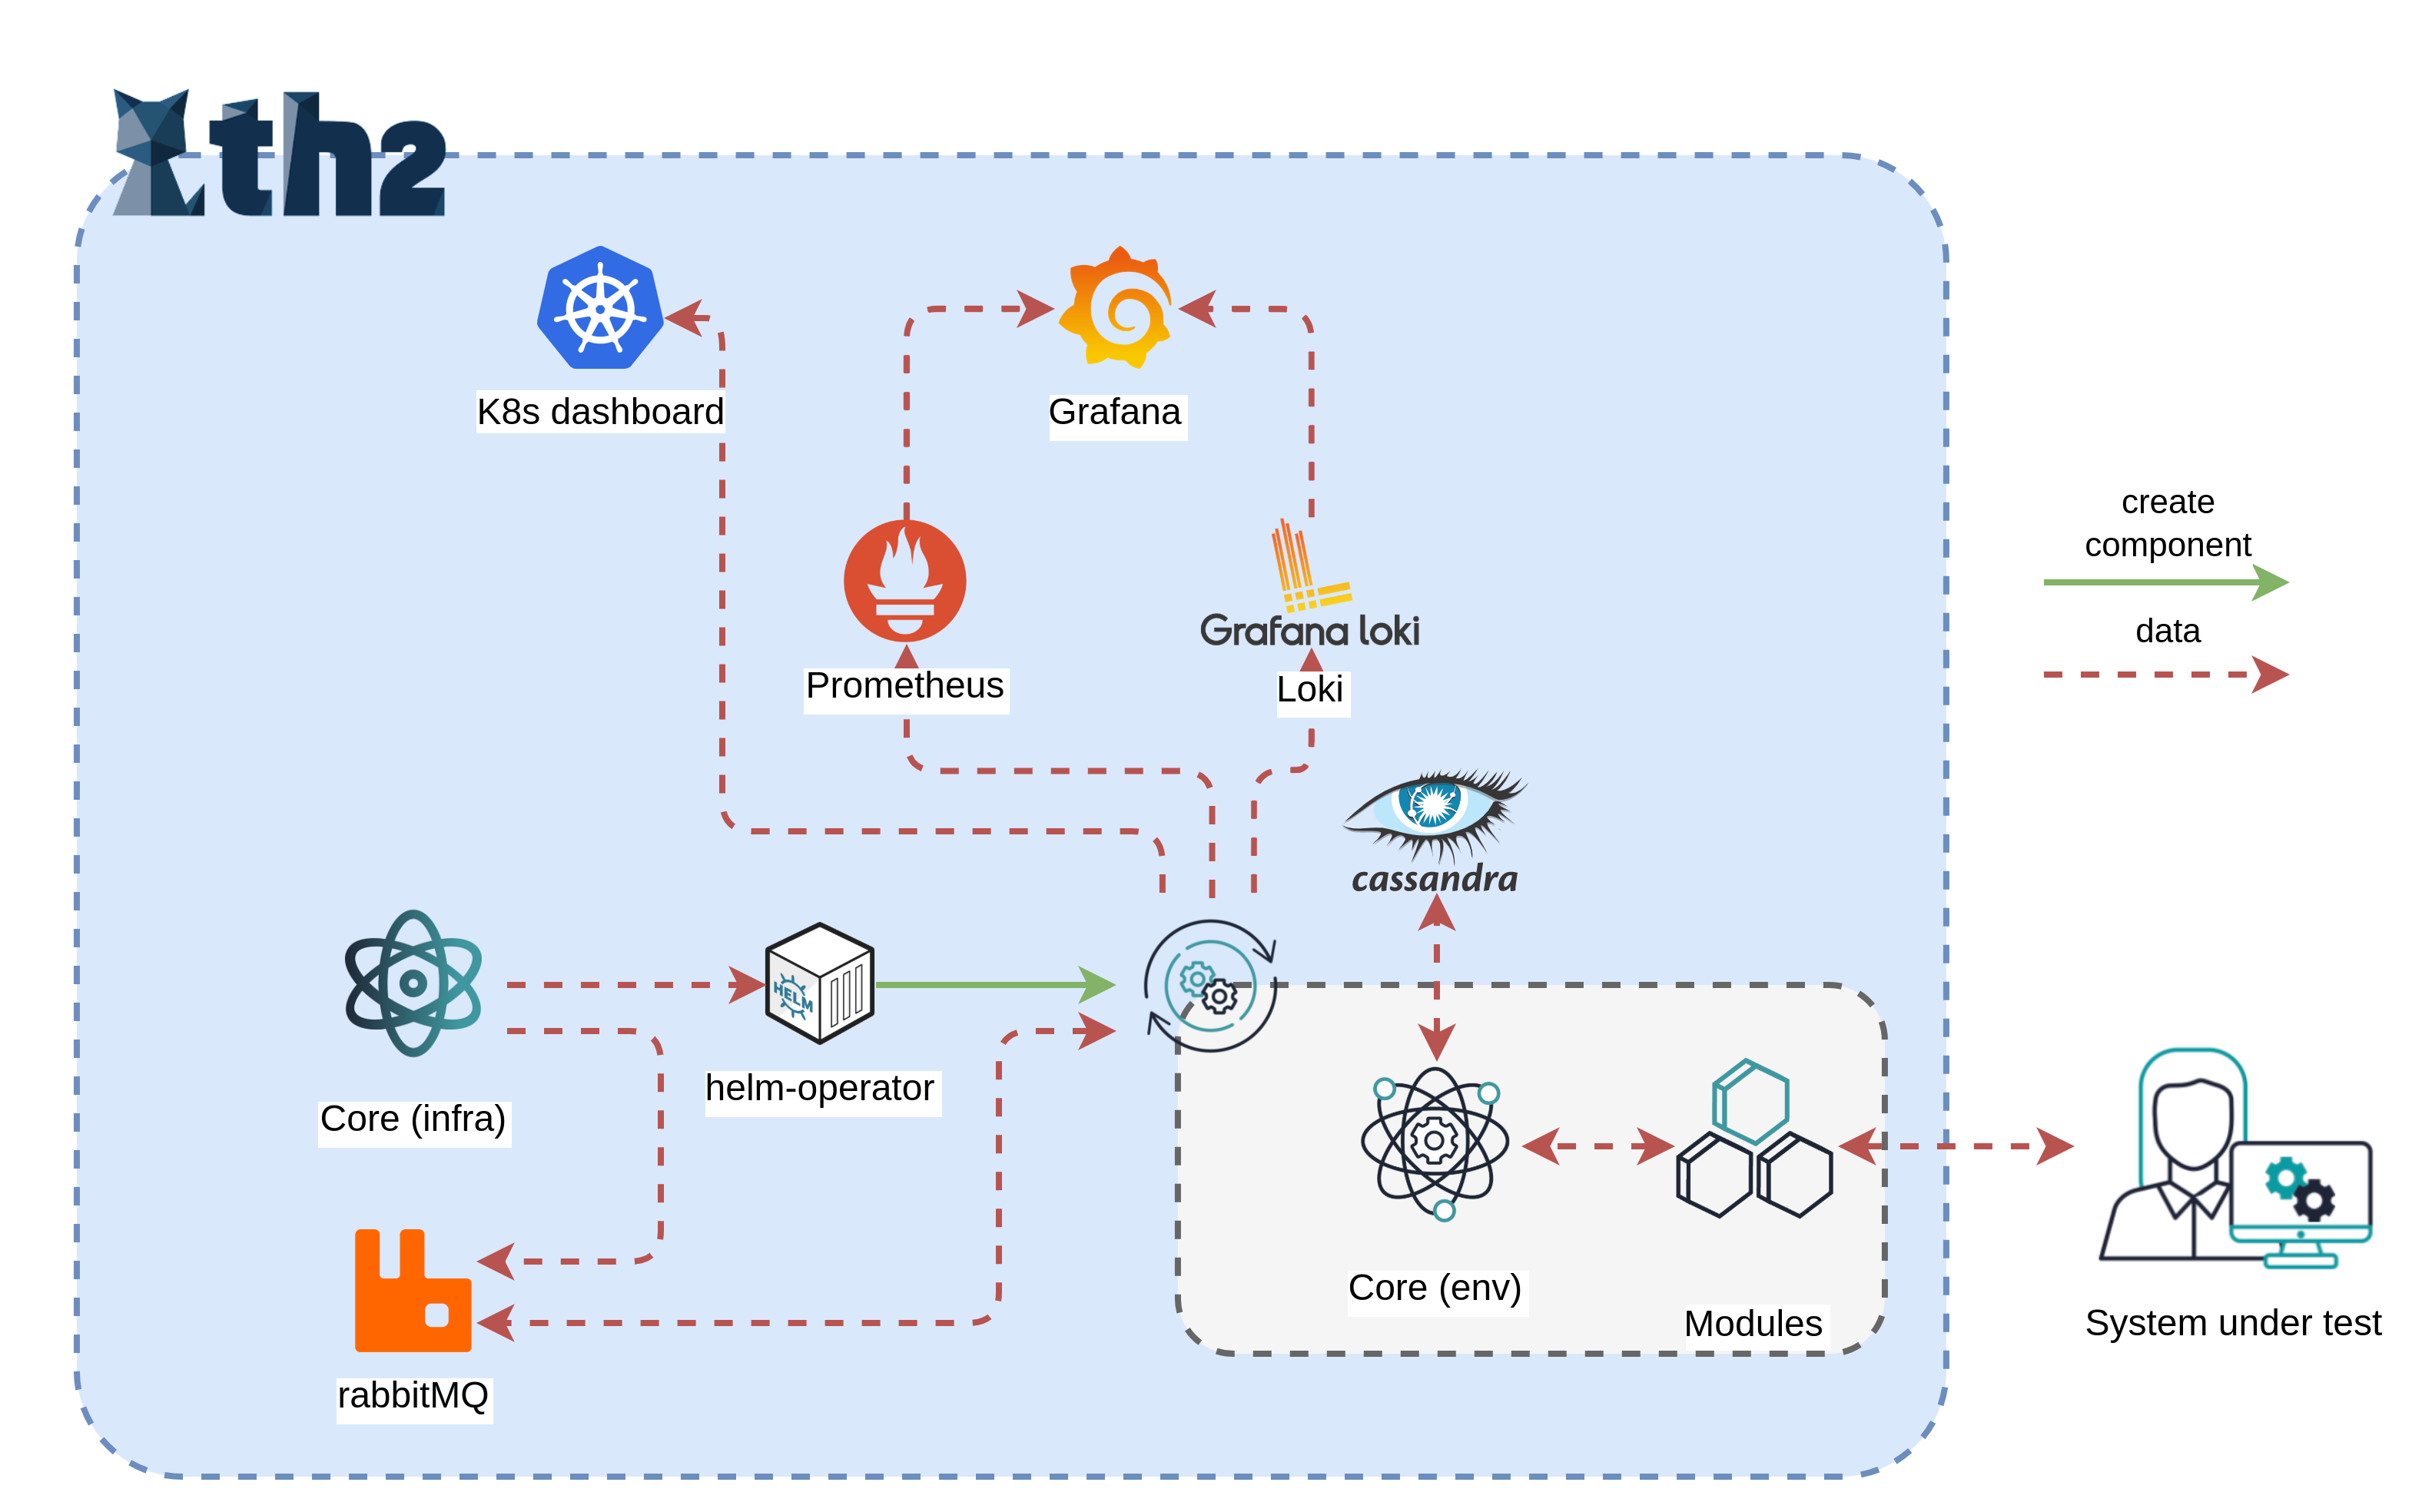 th2
K8s dashboard
Grafana
create
component
data
Prometheus
Grafana loki
Loki
cassandra
HELM
Core (infra)
helm-operator
Core (env)
Modules
System under test
rabbitMQ